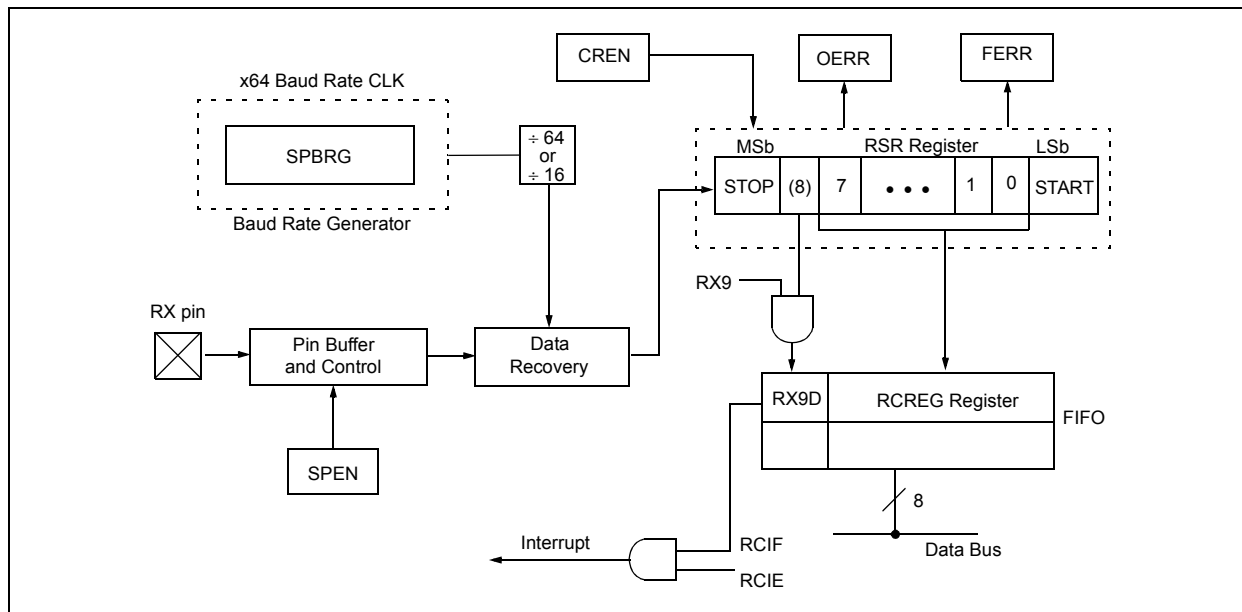 CREN
OERR
FERR
x64 Baud Rate CLK
SPBRG
Baud Rate Generator
÷ 64
or
÷ 16
MSb
RSR Register
LSb
STOP
(8)
7
• • •
1
0
START
RX9
RX pin
Pin Buffer
and Control
Data
Recovery
SPEN
RX9D
RCREG Register
FIFO
8
Data Bus
Interrupt
RCIF
RCIE